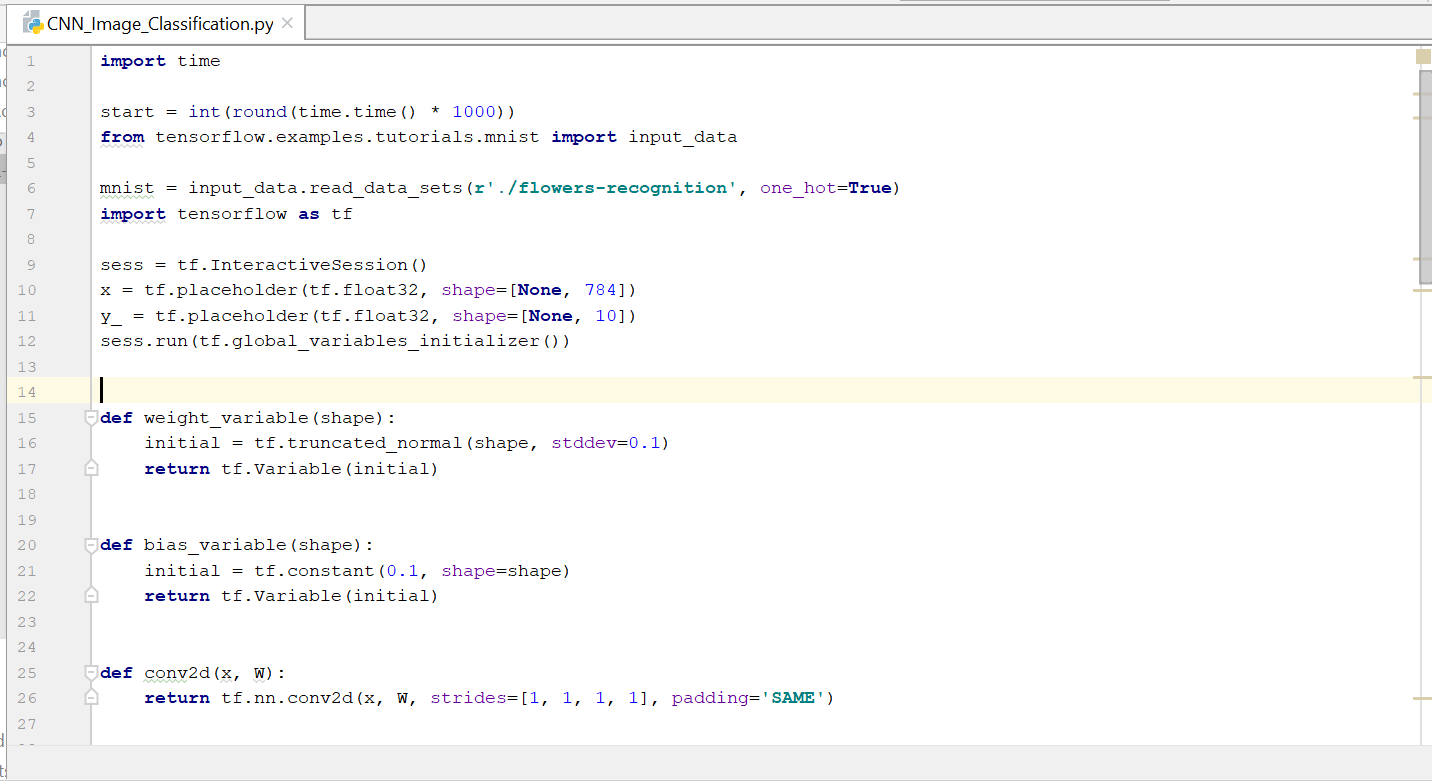 CNN_Image_Classification.py
1 import time
2
3 start = int(round(time.time() * 1000))
4 from tensorflow.examples.tutorials.mnist import input_data
5
6 mnist = input_data.read_data_sets(r'./flowers-recognition', one_hot=True)
7 import tensorflow as tf
8
9 sess = tf.InteractiveSession()
10 x = tf.placeholder(tf.float32, shape=[None, 784])
11 y_ = tf.placeholder(tf.float32, shape=[None, 10])
12 sess.run(tf.global_variables_initializer())
13
14
15 def weight_variable(shape):
16     initial = tf.truncated_normal(shape, stddev=0.1)
17     return tf.Variable(initial)
18
19
20 def bias_variable(shape):
21     initial = tf.constant(0.1, shape=shape)
22     return tf.Variable(initial)
23
24
25 def conv2d(x, W):
26     return tf.nn.conv2d(x, W, strides=[1, 1, 1, 1], padding='SAME')
27